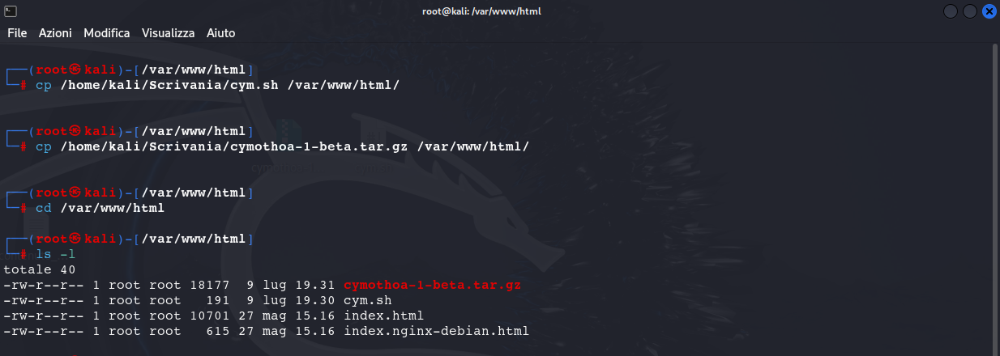 root@kali: /var/www/html
File Azioni Modifica Visualizza Aiuto
┌──(root㉿kali)-[/var/www/html]
└─# cp /home/kali/Scrivania/cym.sh /var/www/html/
┌──(root㉿kali)-[/var/www/html]
└─# cp /home/kali/Scrivania/cymothoa-1-beta.tar.gz /var/www/html/
┌──(root㉿kali)-[/var/www/html]
└─# cd /var/www/html
┌──(root㉿kali)-[/var/www/html]
└─# ls -l
totale 40
-rw-r--r-- 1 root root 18177  9 lug 19.31 cymothoa-1-beta.tar.gz
-rw-r--r-- 1 root root   191  9 lug 19.30 cym.sh
-rw-r--r-- 1 root root 10701 27 mag 15.16 index.html
-rw-r--r-- 1 root root   615 27 mag 15.16 index.nginx-debian.html